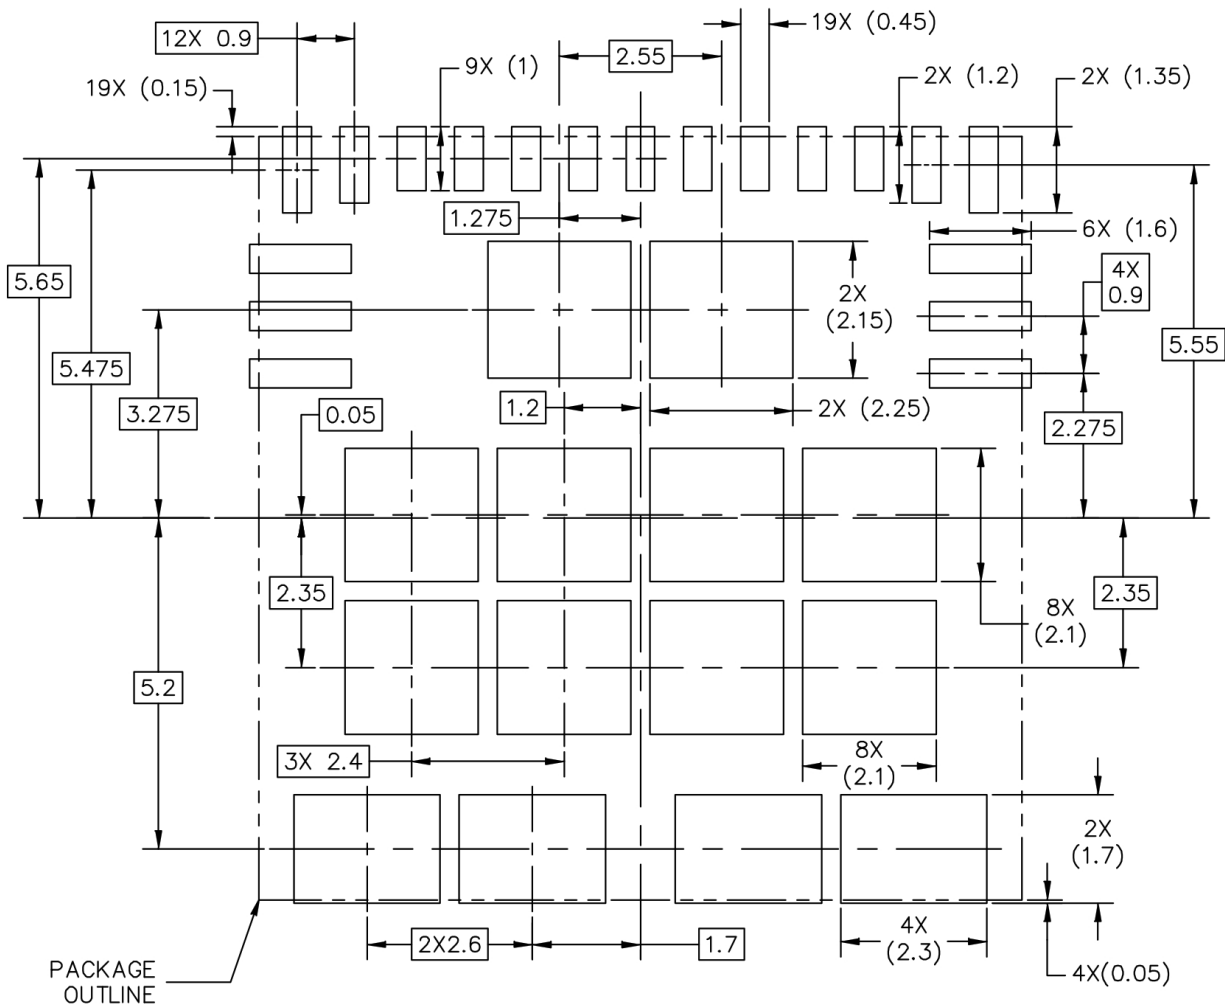 12X 0.9
2.55
19X (0.45)
9X (1)
2X (1.2)
2X (1.35)
19X (0.15)
1.275
6X (1.6)
5.65
4X
0.9
2X
(2.15)
5.55
5.475
3.275
0.05
1.2
2X (2.25)
2.275
2.35
2.35
8X
(2.1)
5.2
3X 2.4
8X
(2.1)
2X
(1.7)
2X2.6
1.7
4X
(2.3)
4X(0.05)
PACKAGE
OUTLINE